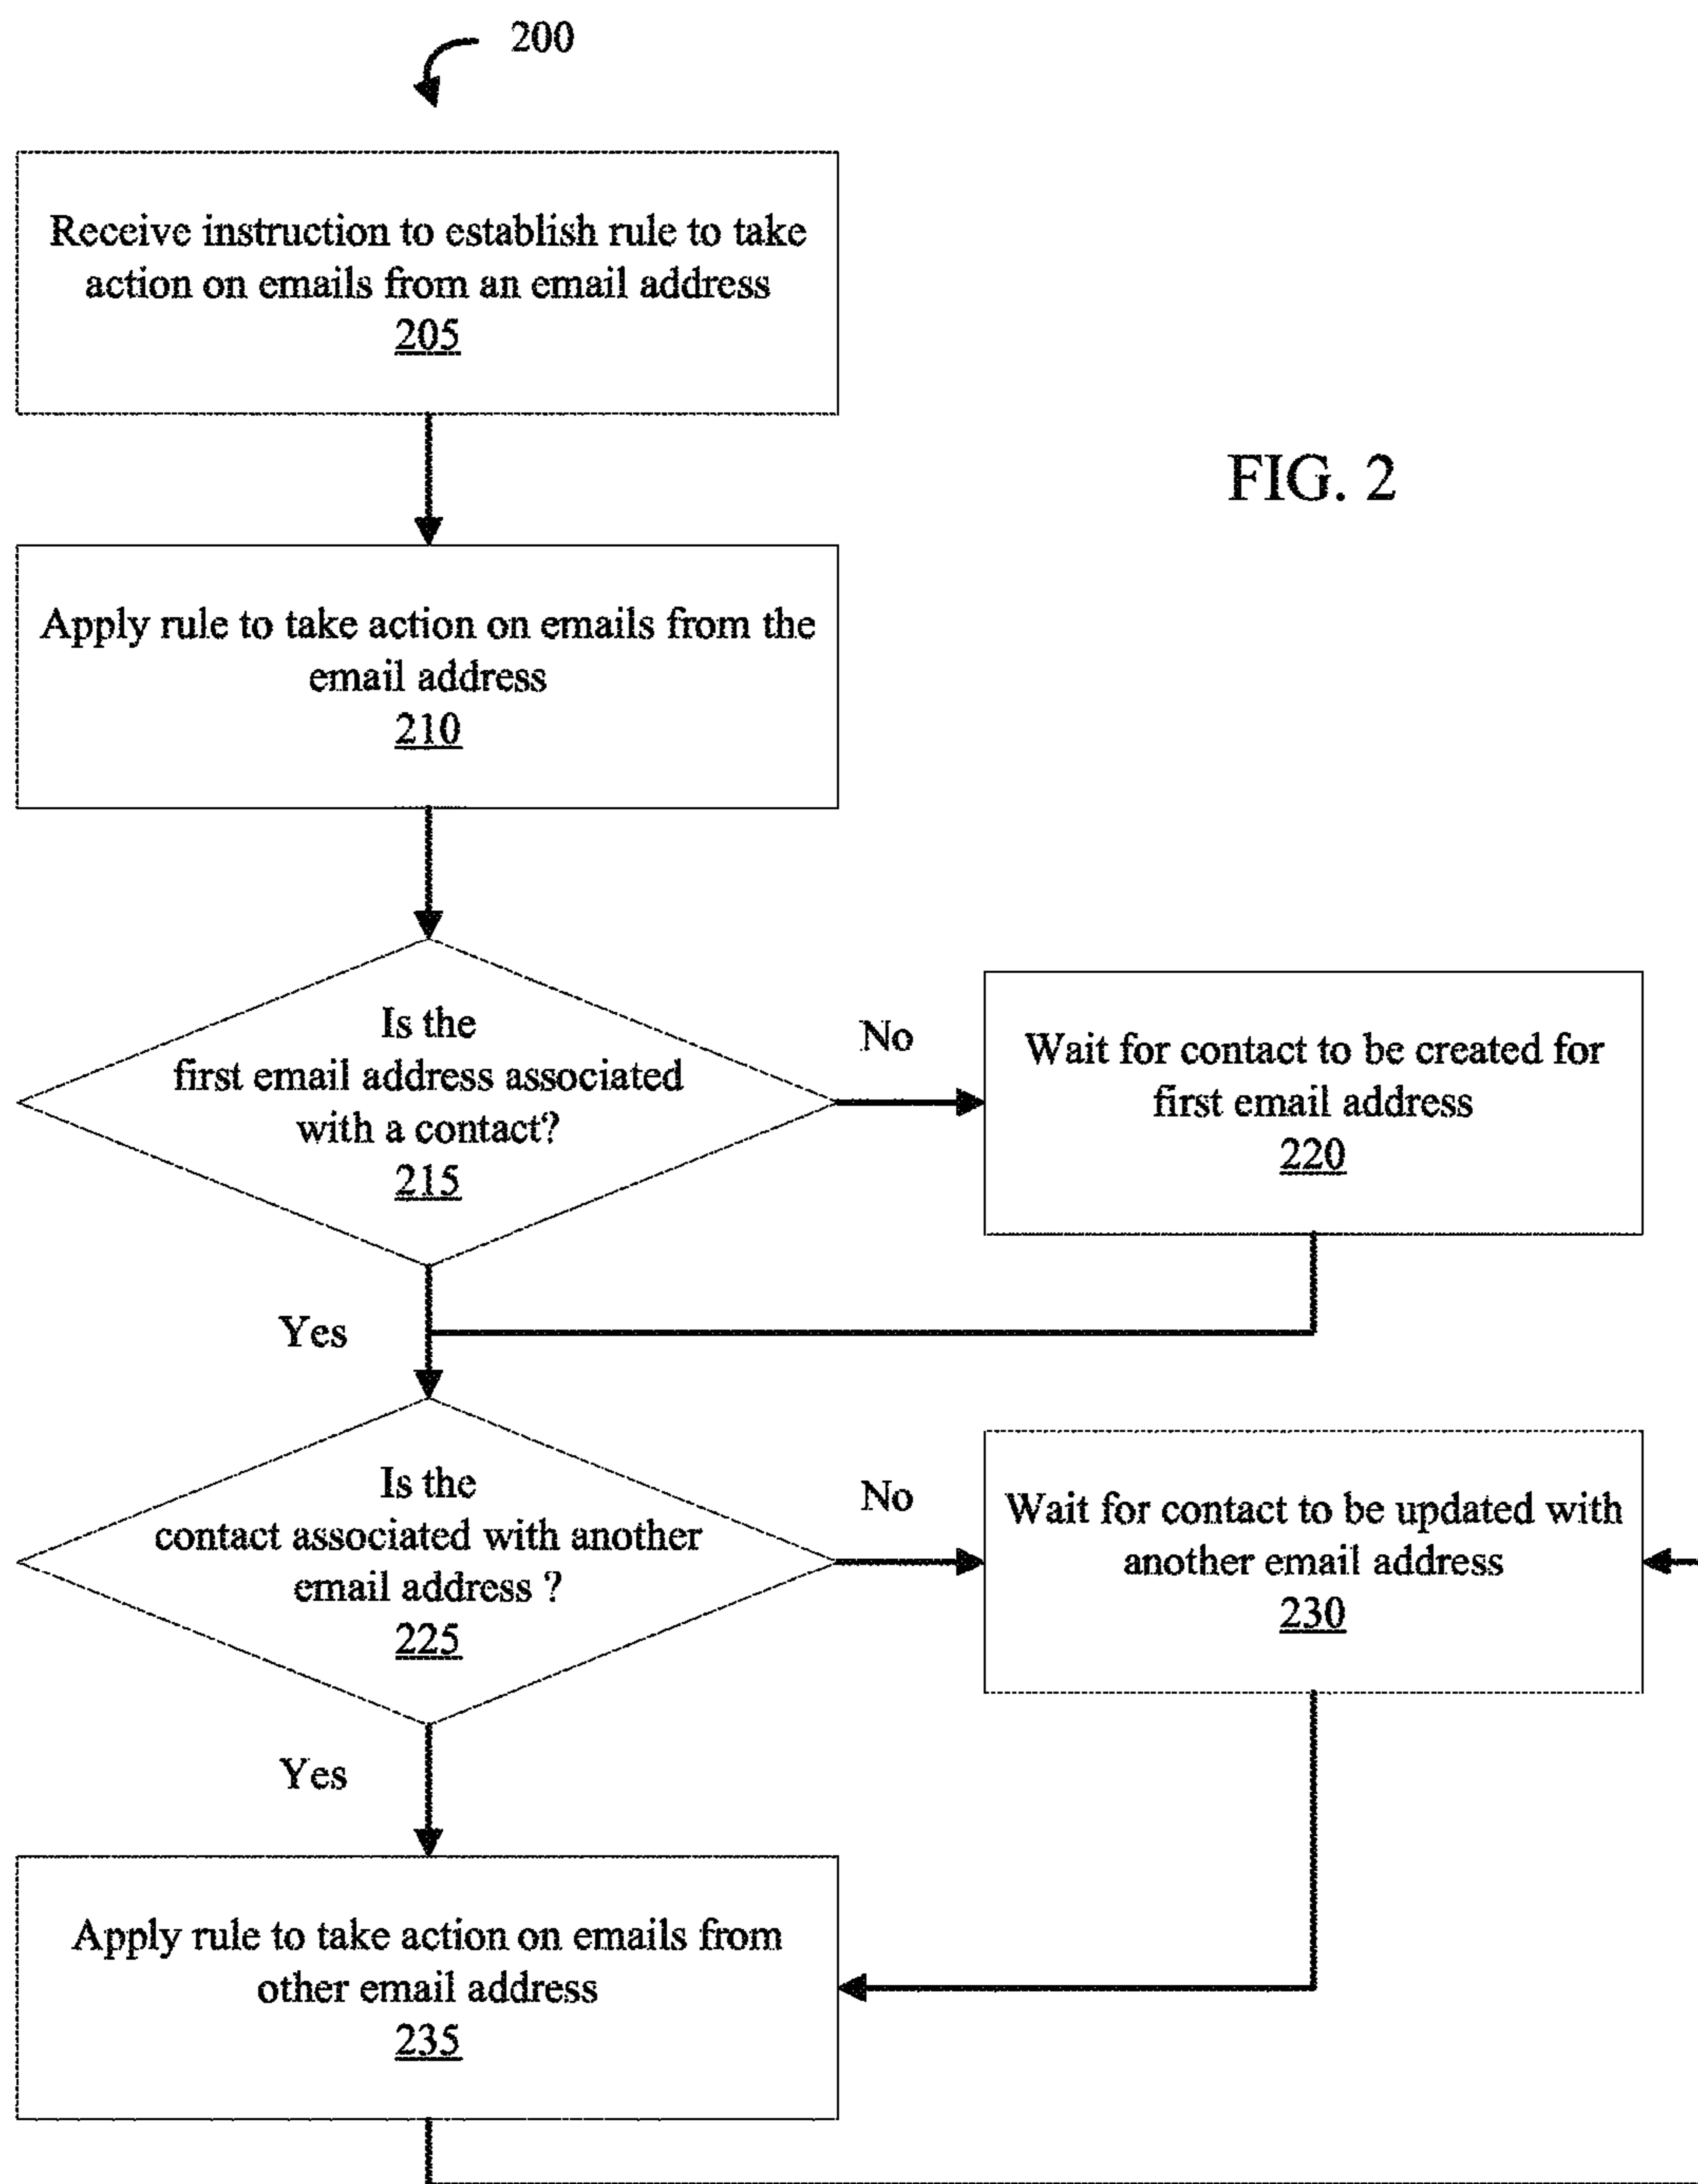 200
Receive instruction to establish rule to take
action on emails from an email address
205
FIG. 2
Apply rule to take action on emails from the
email address
210
Is the
first email address associated
with a contact?
215
No
Wait for contact to be created for
first email address
220
Yes
Is the
contact associated with another
email address ?
225
No
Wait for contact to be updated with
another email address
230
Yes
Apply rule to take action on emails from
other email address
235